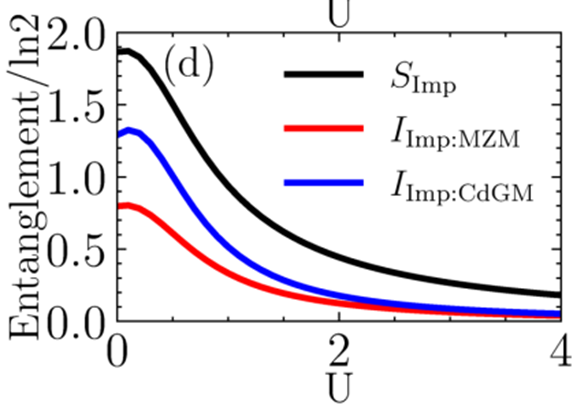 U
Entanglement/ln2
2.0
1.5
1.0
0.5
0.0
(d)
S_Imp
I_Imp:MZM
I_Imp:CdGM
0 2 4
U